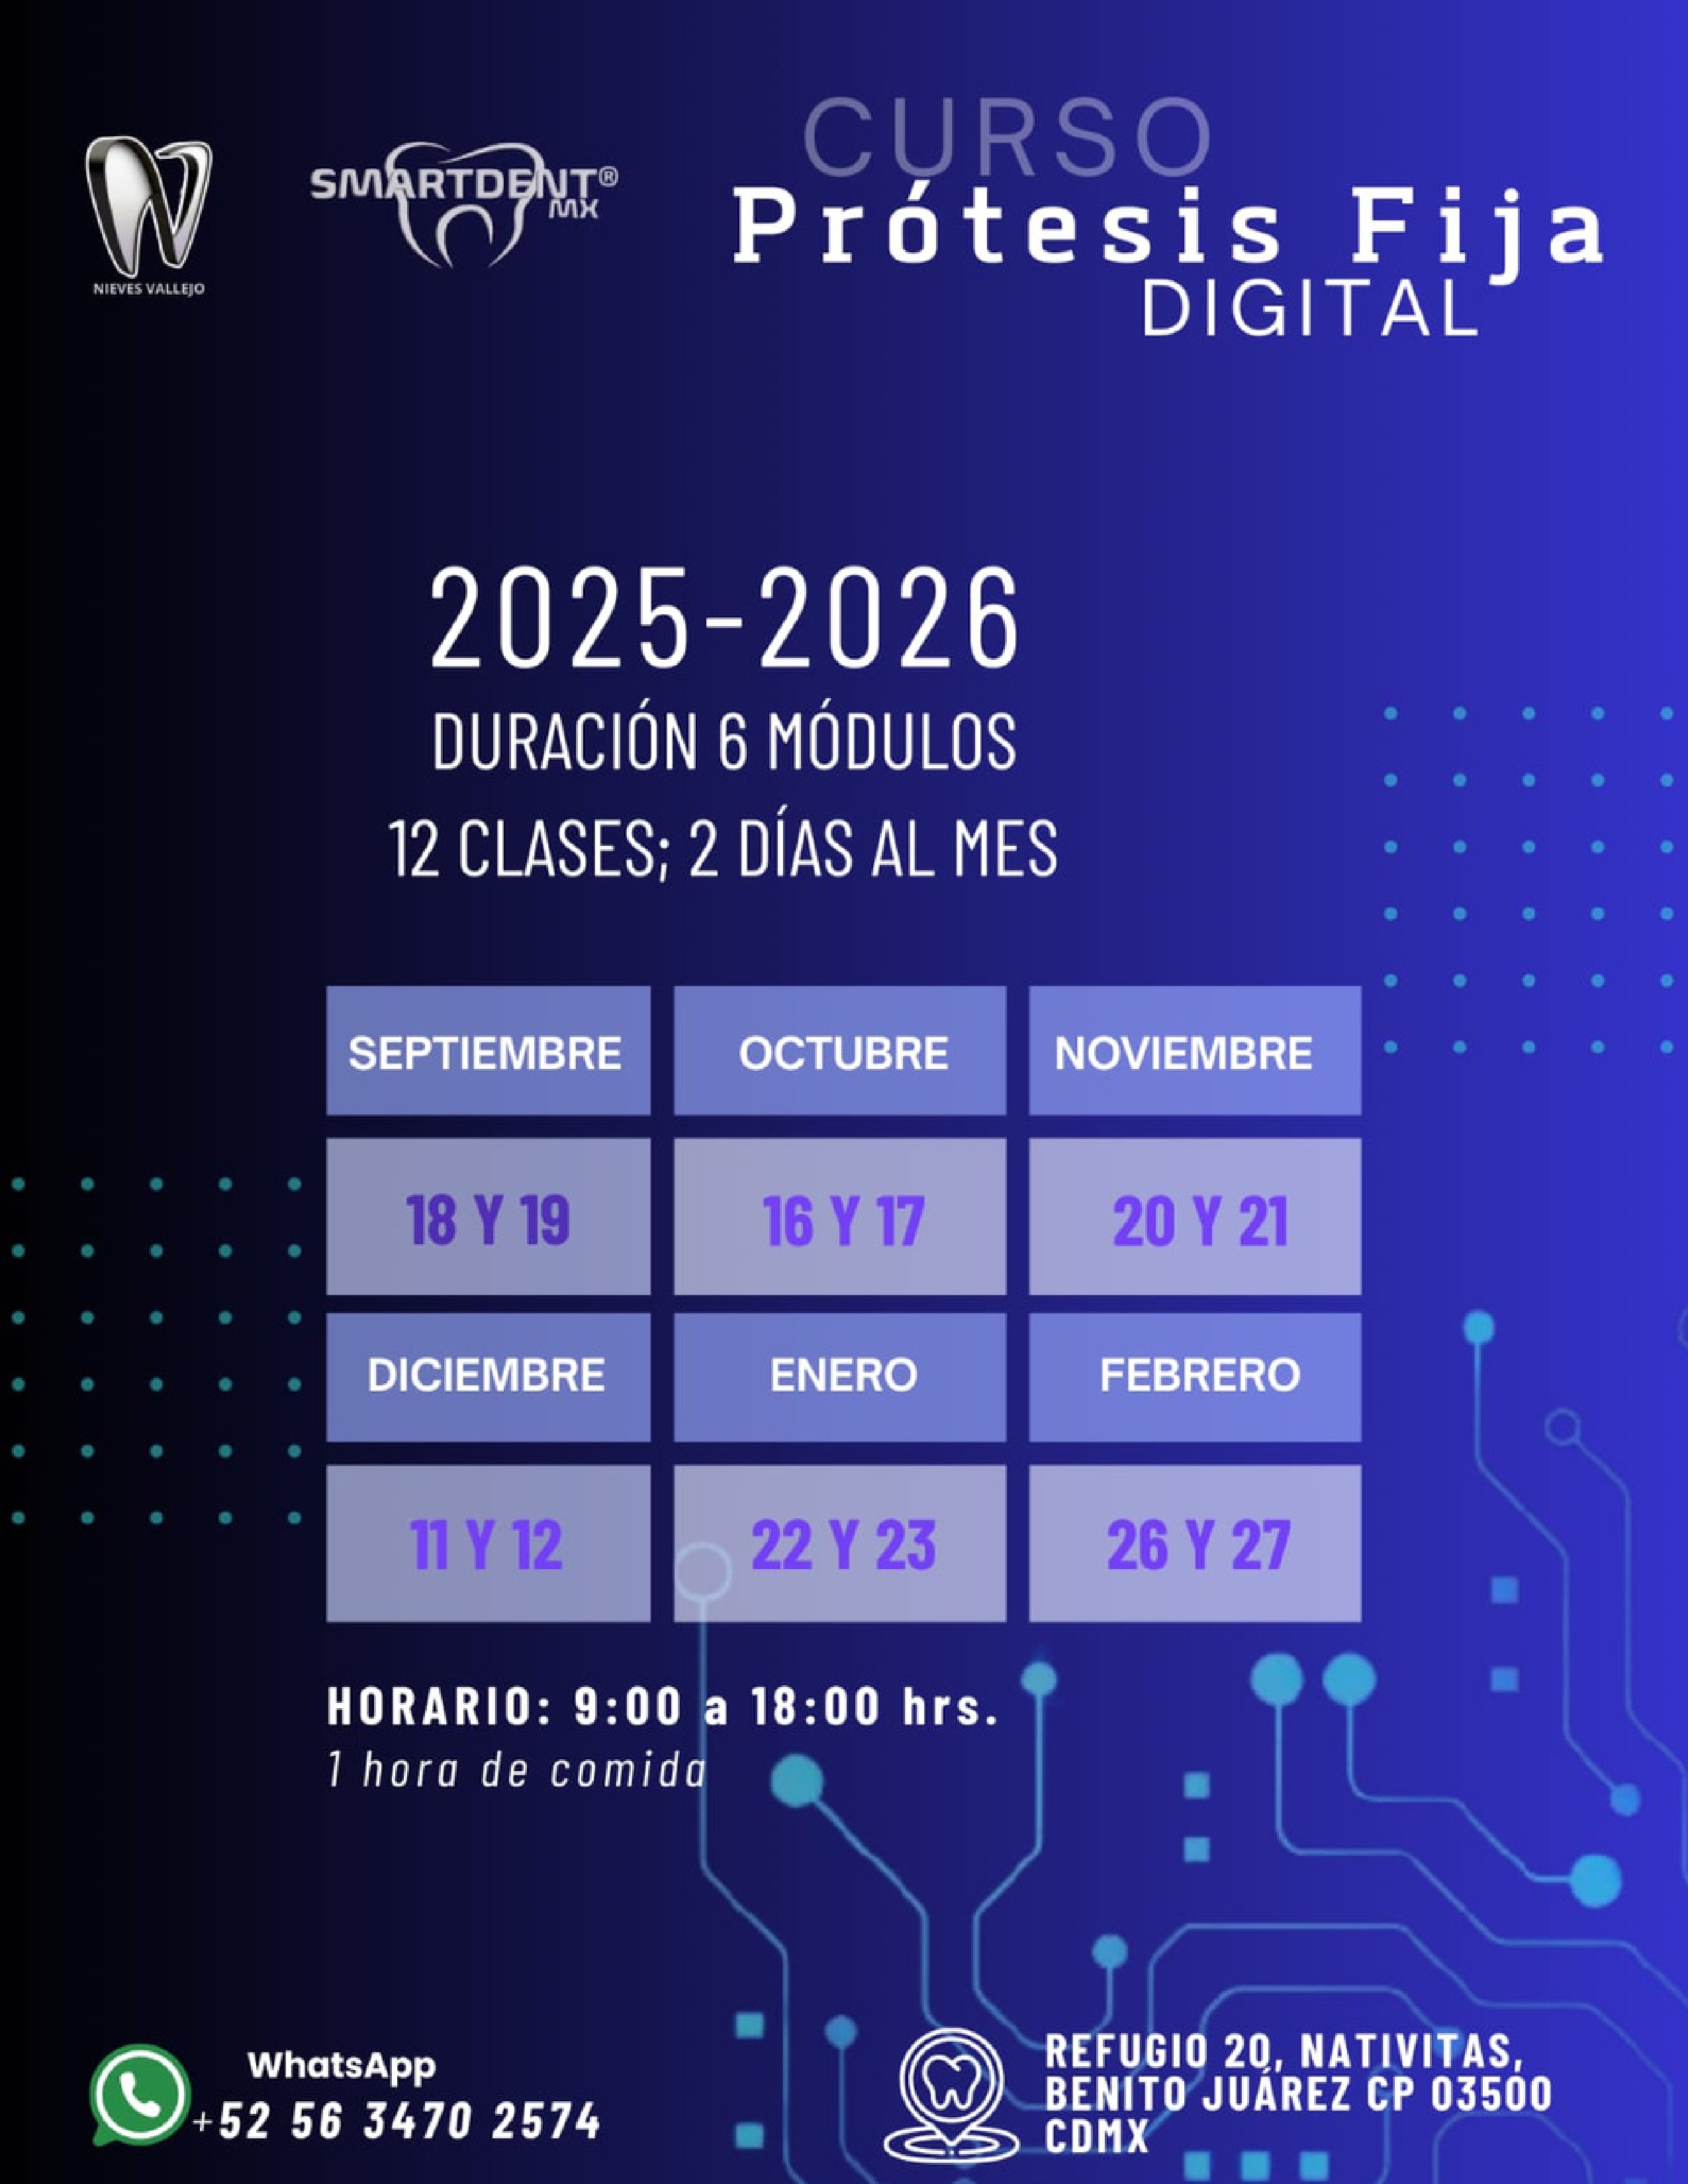 NIEVES VALLEJO
SMARTDENT®
MX
CURSO
Prótesis Fija
DIGITAL
2025-2026
DURACIÓN 6 MÓDULOS
12 CLASES; 2 DÍAS AL MES
SEPTIEMBRE OCTUBRE NOVIEMBRE
18 Y 19 16 Y 17 20 Y 21
DICIEMBRE ENERO FEBRERO
11 Y 12 22 Y 23 26 Y 27
HORARIO: 9:00 a 18:00 hrs.
1 hora de comida
WhatsApp
+52 56 3470 2574
REFUGIO 20, NATIVITAS,
BENITO JUÁREZ CP 03500
CDMX